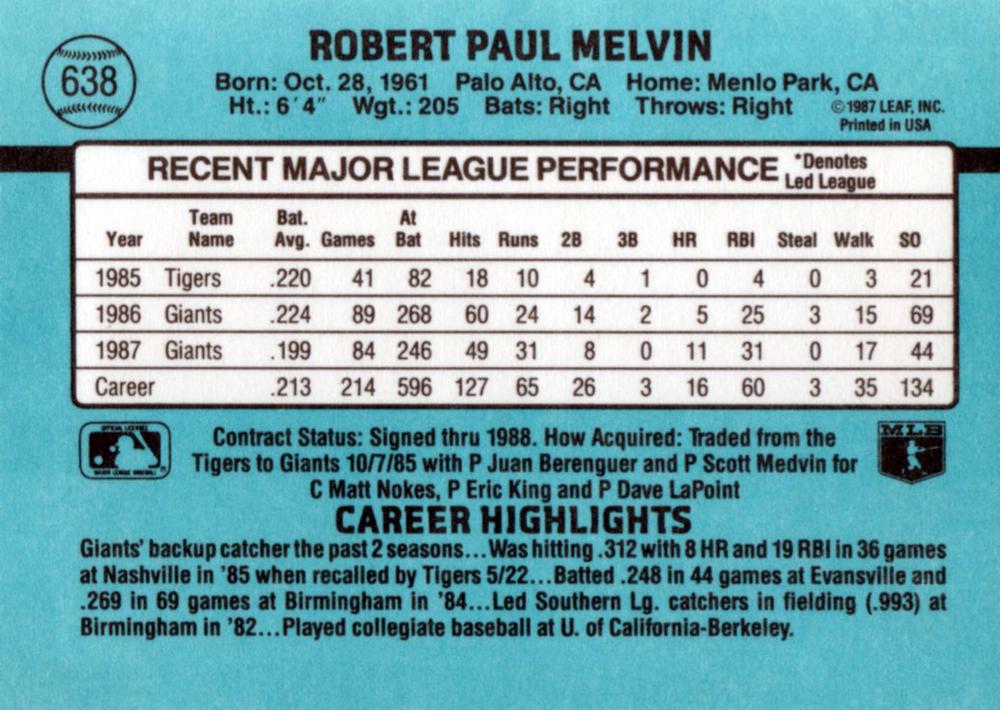 638
ROBERT PAUL MELVIN
Born: Oct. 28, 1961 Palo Alto, CA Home: Menlo Park, CA
Ht.: 6´4˝ Wgt.: 205 Bats: Right Throws: Right
©1987 LEAF, INC.
Printed in USA
RECENT MAJOR LEAGUE PERFORMANCE
*Denotes
Led League
Year Team Name Bat. Avg. Games At Bat Hits Runs 2B 3B HR RBI Steal Walk SO
1985 Tigers .220 41 82 18 10 4 1 0 4 0 3 21
1986 Giants .224 89 268 60 24 14 2 5 25 3 15 69
1987 Giants .199 84 246 49 31 8 0 11 31 0 17 44
Career .213 214 596 127 65 26 3 16 60 3 35 134
OFFICIAL LICENSEE
MAJOR LEAGUE BASEBALL
MLB
Contract Status: Signed thru 1988. How Acquired: Traded from the
Tigers to Giants 10/7/85 with P Juan Berenguer and P Scott Medvin for
C Matt Nokes, P Eric King and P Dave LaPoint
CAREER HIGHLIGHTS
Giants' backup catcher the past 2 seasons...Was hitting .312 with 8 HR and 19 RBI in 36 games
at Nashville in '85 when recalled by Tigers 5/22...Batted .248 in 44 games at Evansville and
.269 in 69 games at Birmingham in '84...Led Southern Lg. catchers in fielding (.993) at
Birmingham in '82...Played collegiate baseball at U. of California-Berkeley.